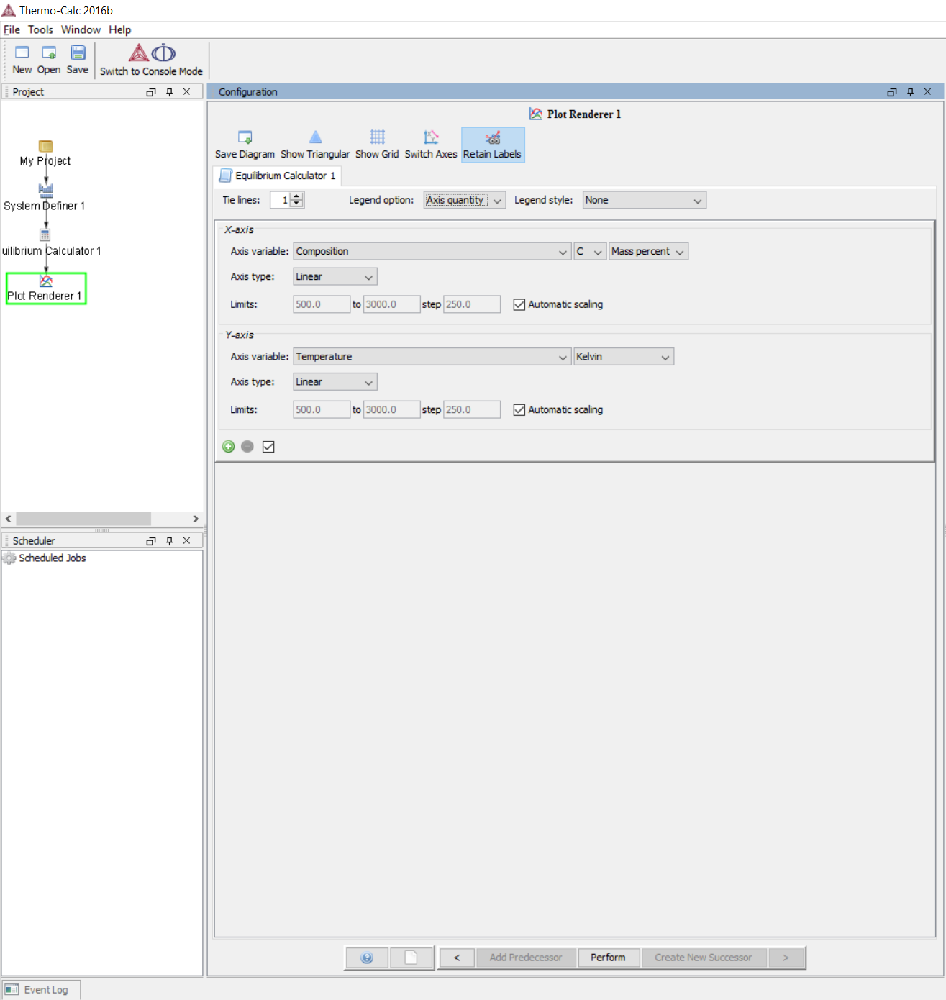 Thermo-Calc 2016b
File Tools Window Help
New Open Save Switch to Console Mode
Project
My Project
System Definer 1
uilibrium Calculator 1
Plot Renderer 1
Scheduler
Scheduled Jobs
Configuration
Plot Renderer 1
Save Diagram Show Triangular Show Grid Switch Axes Retain Labels
Equilibrium Calculator 1
Tie lines: 1 Legend option: Axis quantity Legend style: None
X-axis
Axis variable: Composition C Mass percent
Axis type: Linear
Limits: 500.0 to 3000.0 step 250.0 Automatic scaling
Y-axis
Axis variable: Temperature Kelvin
Axis type: Linear
Limits: 500.0 to 3000.0 step 250.0 Automatic scaling
< Add Predecessor Perform Create New Successor >
Event Log